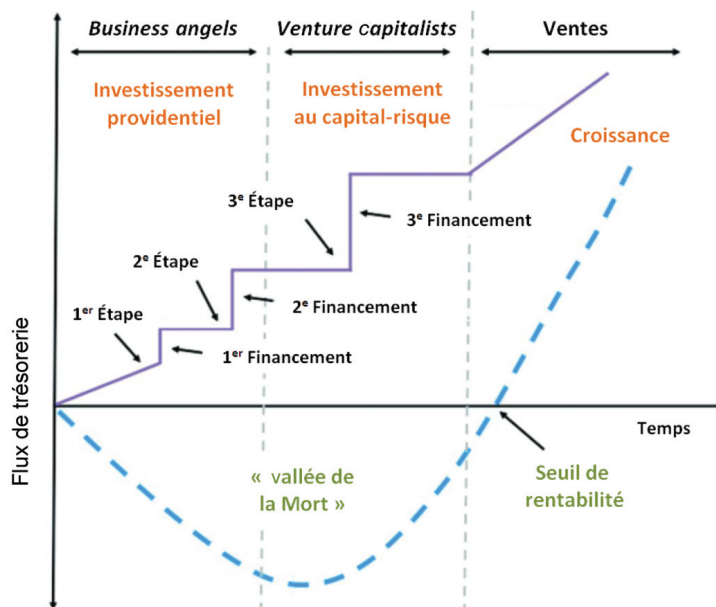 Business angels
Venture capitalists
Ventes
Investissement
providentiel
Investissement
au capital-risque
Croissance
3e Étape
3e Financement
2e Étape
2e Financement
1er Étape
1er Financement
Flux de trésorerie
Temps
« vallée de
la Mort »
Seuil de
rentabilité